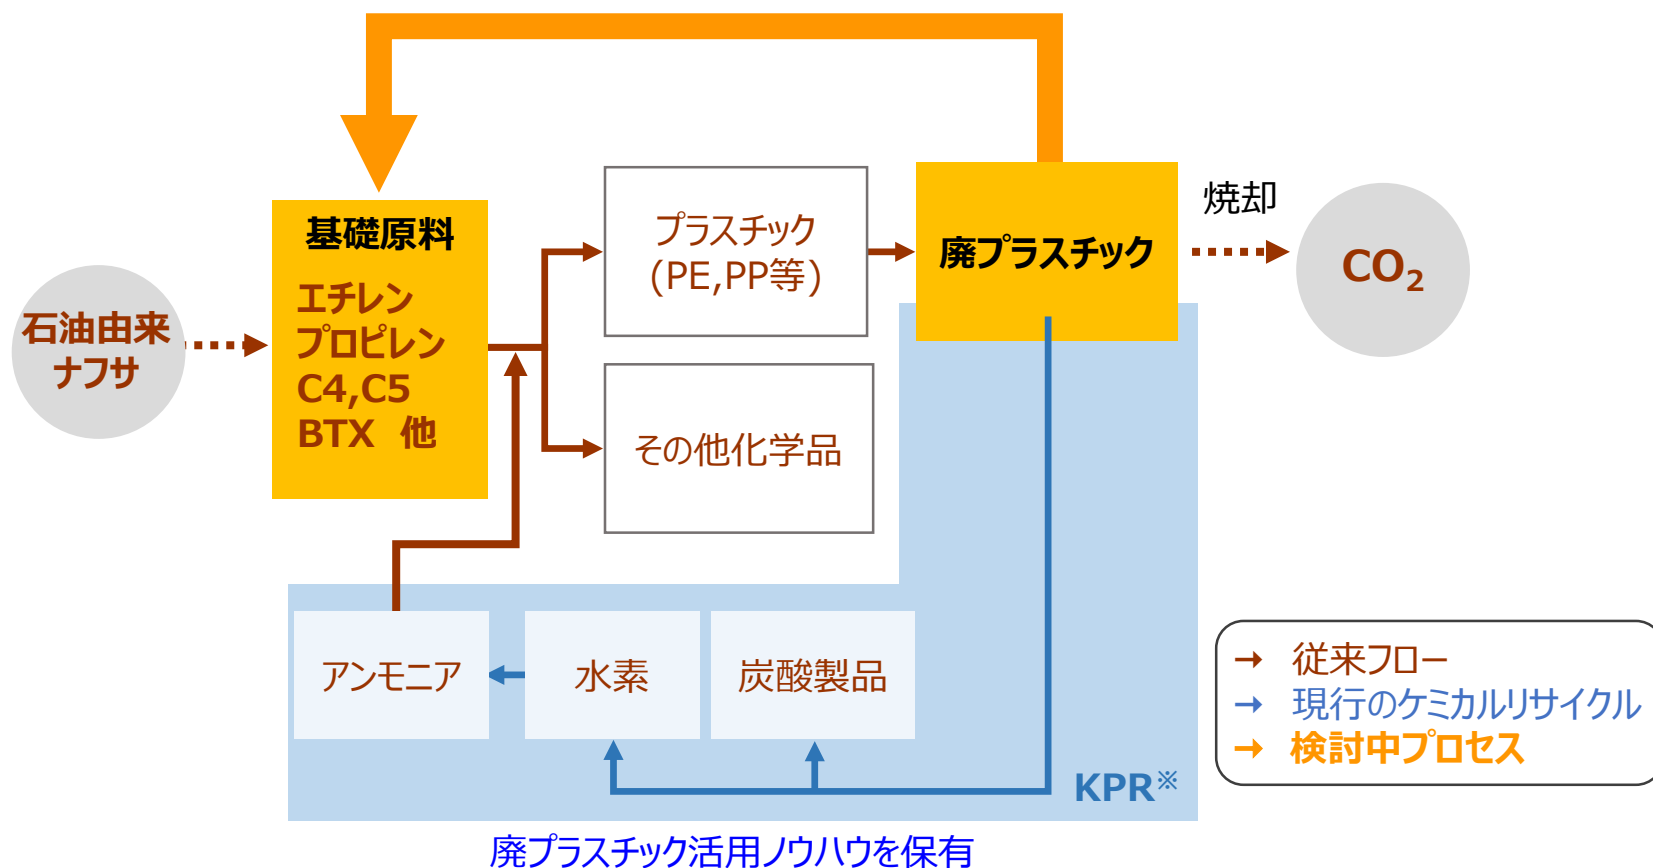 石油由来
ナフサ
基礎原料
エチレン
プロピレン
C4,C5
BTX 他
プラスチック
(PE,PP等)
その他化学品
廃プラスチック
焼却
CO₂
アンモニア
水素
炭酸製品
KPR※
廃プラスチック活用ノウハウを保有
→ 従来フロー
→ 現行のケミカルリサイクル
→ 検討中プロセス